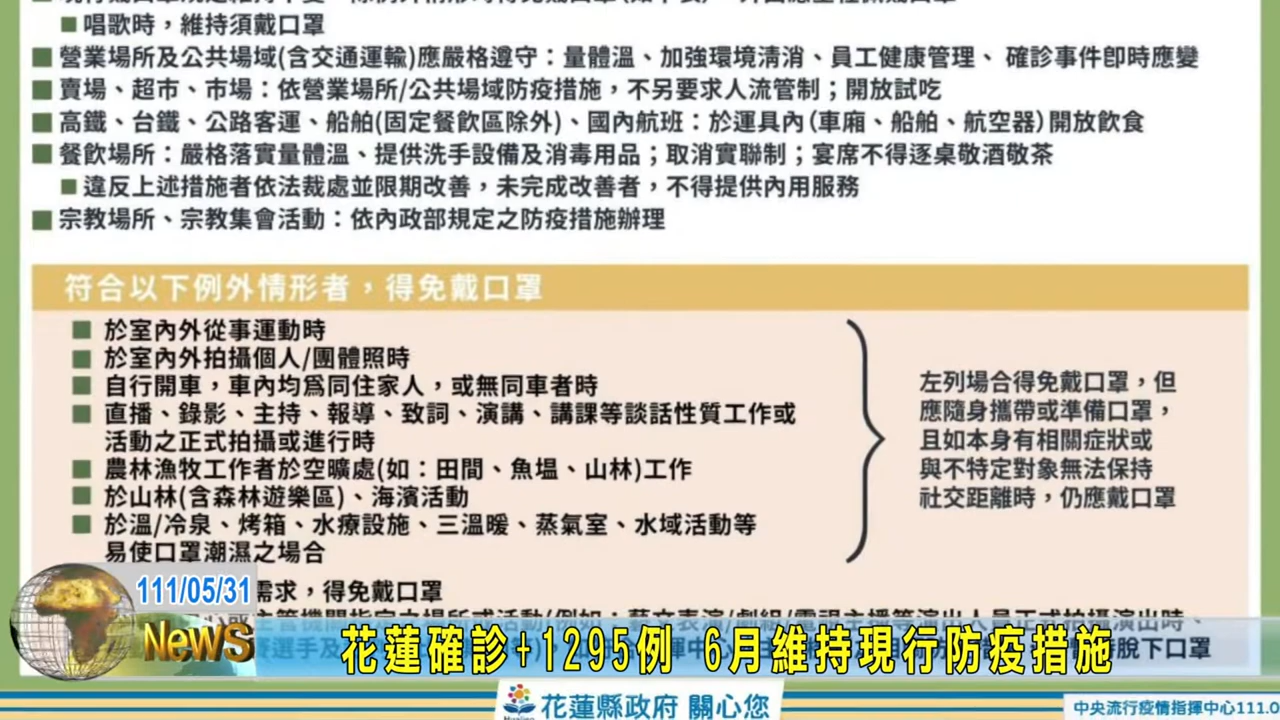 唱歌時，維持須戴口罩
營業場所及公共場域(含交通運輸)應嚴格遵守：量體溫、加強環境清消、員工健康管理、確診事件即時應變
賣場、超市、市場：依營業場所/公共場域防疫措施，不另要求人流管制；開放試吃
高鐵、台鐵、公路客運、船舶(固定餐飲區除外)、國內航班：於運具內(車廂、船舶、航空器)開放飲食
餐飲場所：嚴格落實量體溫、提供洗手設備及消毒用品；取消實聯制；宴席不得逐桌敬酒敬茶
違反上述措施者依法裁處並限期改善，未完成改善者，不得提供內用服務
宗教場所、宗教集會活動：依內政部規定之防疫措施辦理
符合以下例外情形者，得免戴口罩
於室內外從事運動時
於室內外拍攝個人/團體照時
自行開車，車內均為同住家人，或無同車者時
直播、錄影、主持、報導、致詞、演講、講課等談話性質工作或
活動之正式拍攝或進行時
農林漁牧工作者於空曠處(如：田間、魚塭、山林)工作
於山林(含森林遊樂區)、海濱活動
於溫/冷泉、烤箱、水療設施、三溫暖、蒸氣室、水域活動等
易使口罩潮濕之場合
左列場合得免戴口罩，但
應隨身攜帶或準備口罩，
且如本身有相關症狀或
與不特定對象無法保持
社交距離時，仍應戴口罩
需求，得免戴口罩
脫下口罩
111/05/31
NewS
花蓮確診+1295例 6月維持現行防疫措施
花蓮縣政府 關心您
中央流行疫情指揮中心111.0